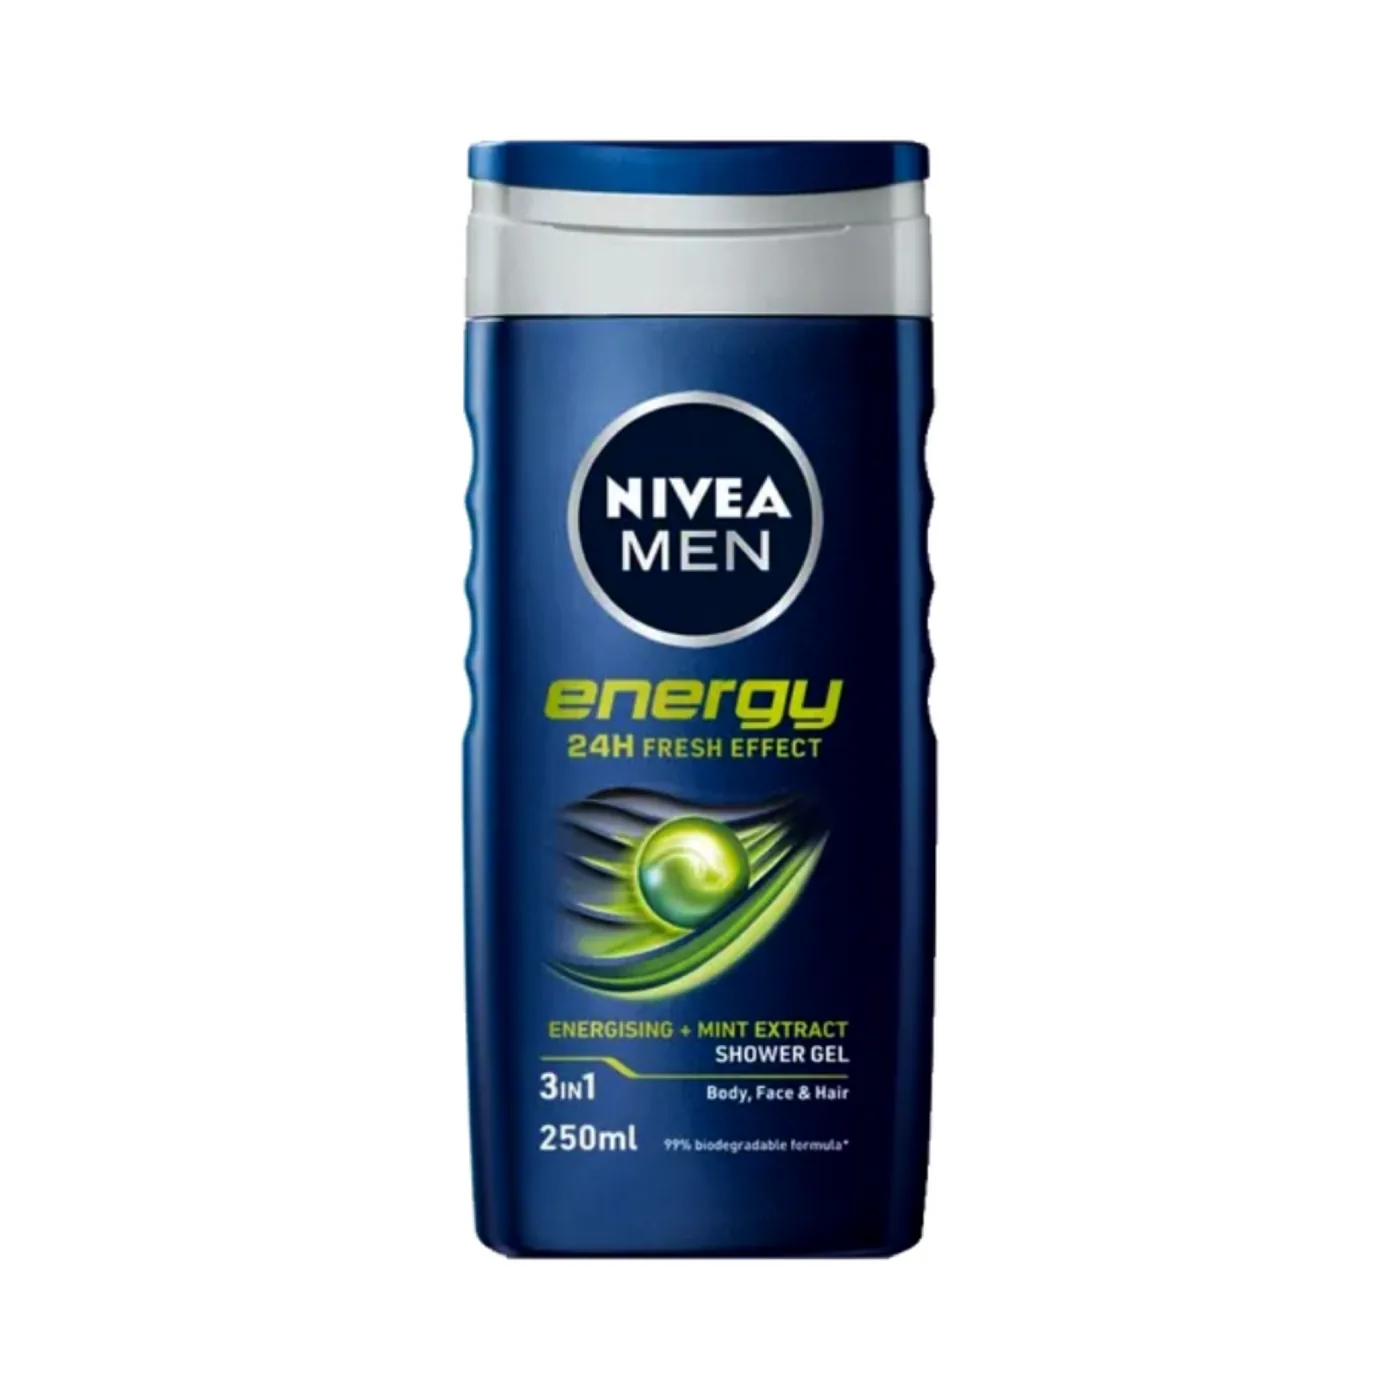 NIVEA
MEN
energy
24H FRESH EFFECT
ENERGISING + MINT EXTRACT
SHOWER GEL
3IN1
Body, Face & Hair
250ml
99% biodegradable formula*